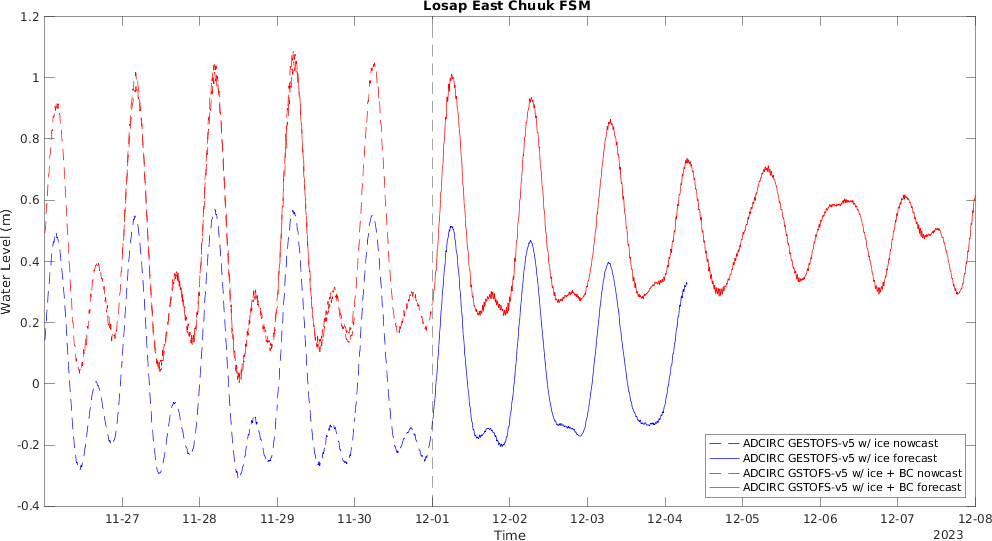 Losap East Chuuk FSM
Water Level (m)
1.2
1
0.8
0.6
0.4
0.2
0
-0.2
-0.4
11-27 11-28 11-29 11-30 12-01 12-02 12-03 12-04 12-05 12-06 12-07 12-08
Time
2023
ADCIRC GESTOFS-v5 w/ ice nowcast
ADCIRC GESTOFS-v5 w/ ice forecast
ADCIRC GSTOFS-v5 w/ ice + BC nowcast
ADCIRC GSTOFS-v5 w/ ice + BC forecast